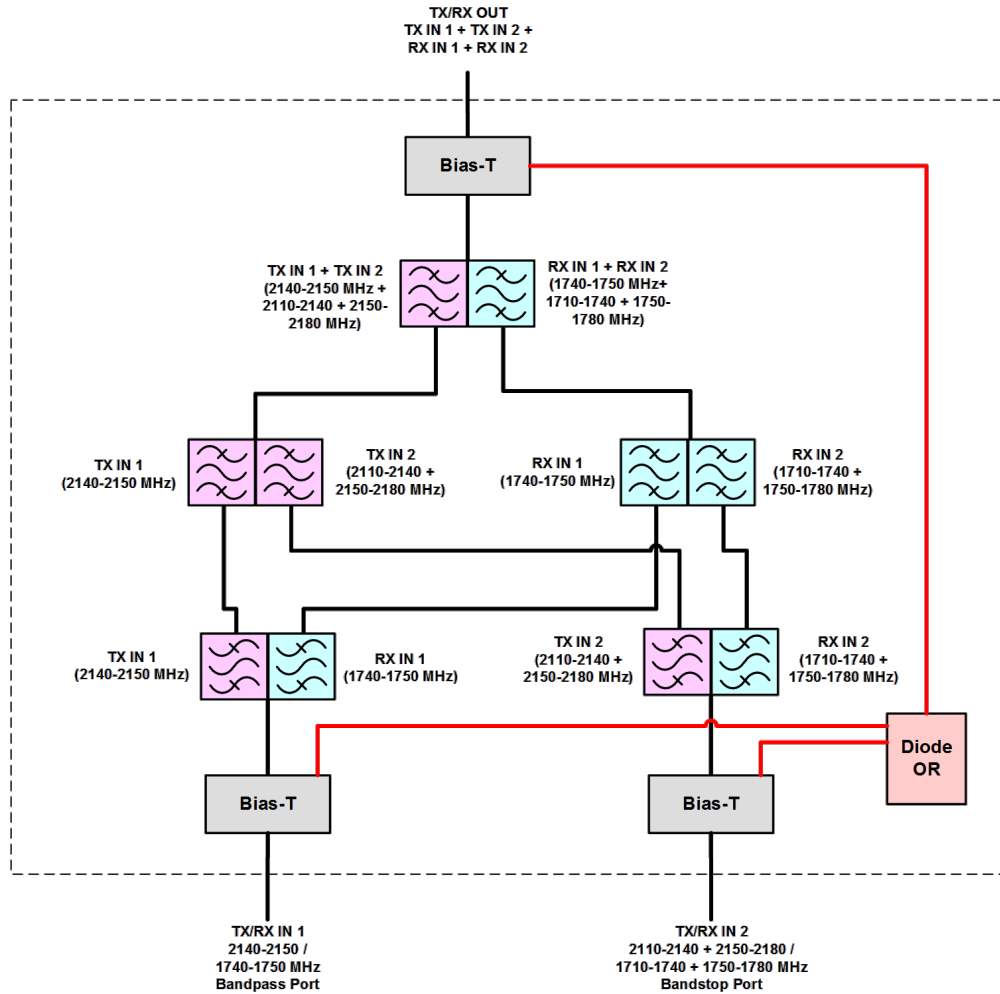 TX/RX OUT
TX IN 1 + TX IN 2 +
RX IN 1 + RX IN 2
Bias-T
TX IN 1 + TX IN 2
(2140-2150 MHz +
2110-2140 + 2150-
2180 MHz)
RX IN 1 + RX IN 2
(1740-1750 MHz+
1710-1740 + 1750-
1780 MHz)
TX IN 1
(2140-2150 MHz)
TX IN 2
(2110-2140 +
2150-2180 MHz)
RX IN 1
(1740-1750 MHz)
RX IN 2
(1710-1740 +
1750-1780 MHz)
TX IN 1
(2140-2150 MHz)
RX IN 1
(1740-1750 MHz)
TX IN 2
(2110-2140 +
2150-2180 MHz)
RX IN 2
(1710-1740 +
1750-1780 MHz)
Diode
OR
Bias-T
Bias-T
TX/RX IN 1
2140-2150 /
1740-1750 MHz
Bandpass Port
TX/RX IN 2
2110-2140 + 2150-2180 /
1710-1740 + 1750-1780 MHz
Bandstop Port